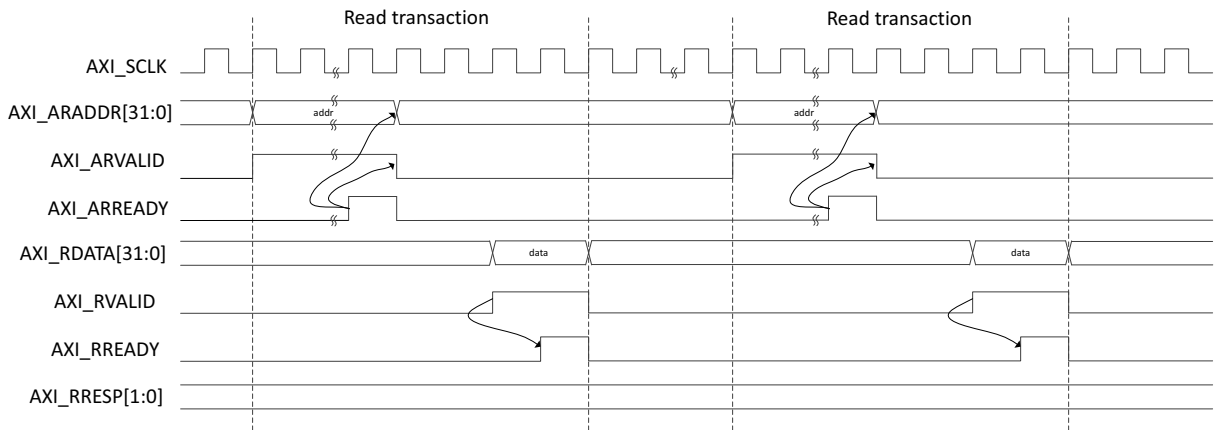 Read transaction Read transaction
AXI_SCLK
AXI_ARADDR[31:0] addr addr
AXI_ARVALID
AXI_ARREADY
AXI_RDATA[31:0] data data
AXI_RVALID
AXI_RREADY
AXI_RRESP[1:0]